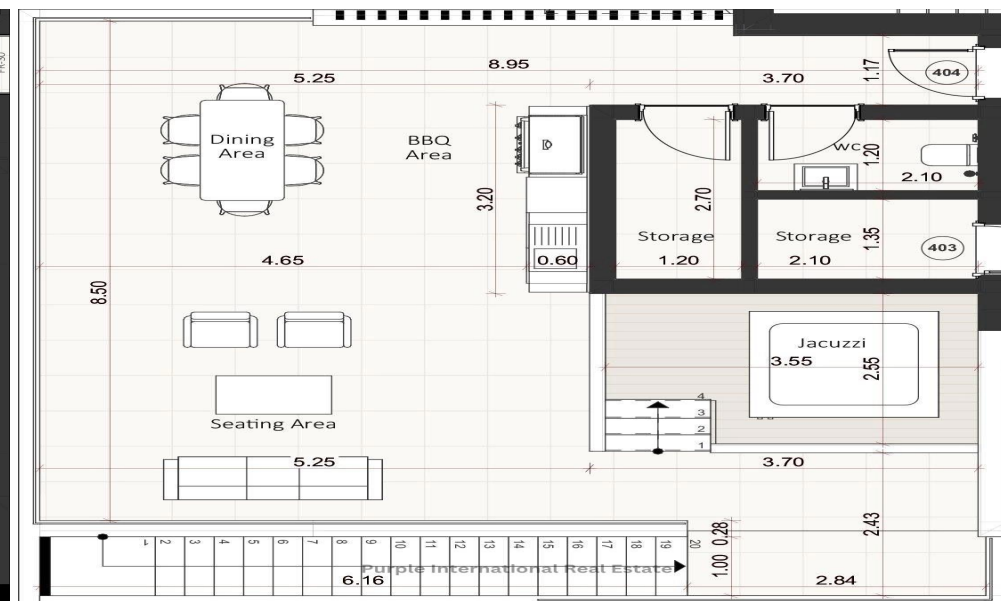 8.95
5.25
3.70
1.17
404
Dining
Area
BBQ
Area
WC
1.20
2.10
3.20
2.70
Storage
1.20
Storage
2.10
1.35
403
4.65
0.60
8.50
Jacuzzi
3.55
2.55
4
3
2
1
Seating Area
5.25
3.70
2.43
0.28
1.00
1 2 3 4 5 6 7 8 9 10 11 12 13 14 15 16 17 18 19 20
Purple International Real Estate
6.16
2.84